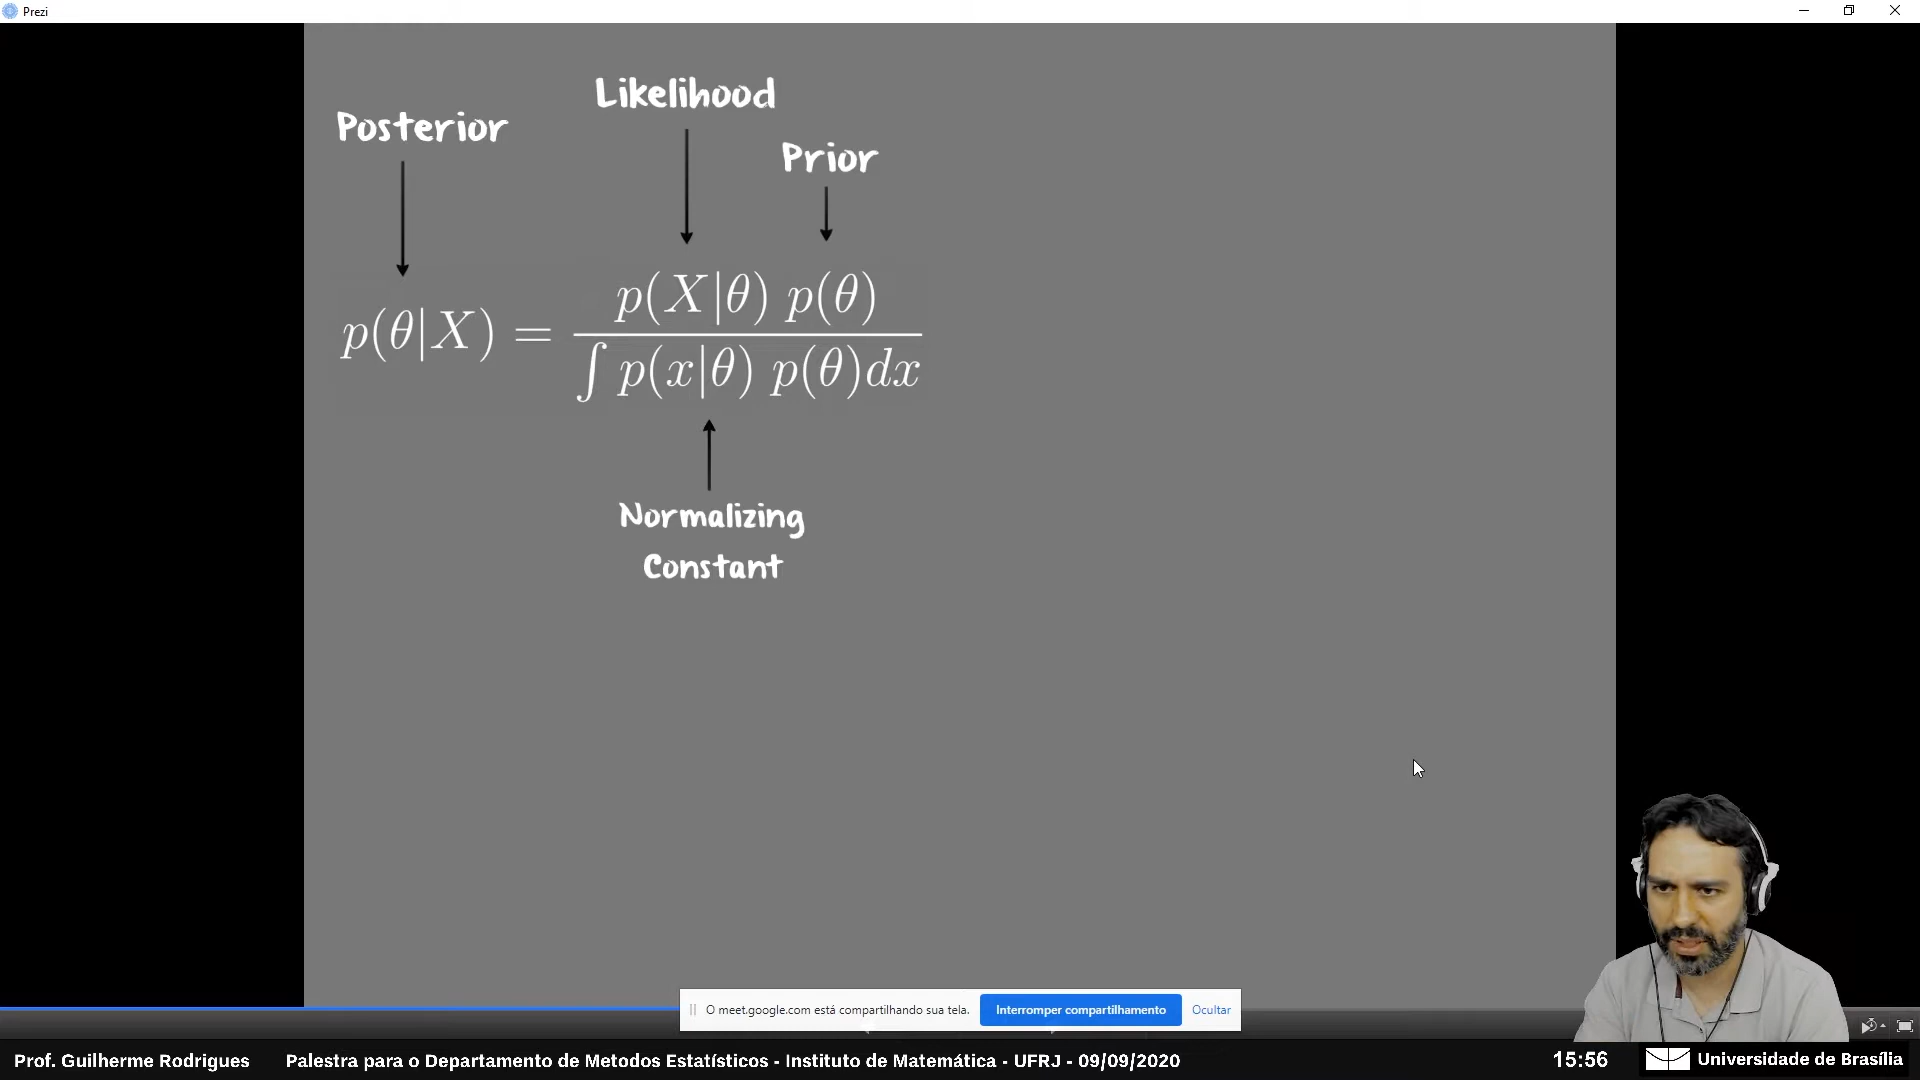 Prezi
Likelihood
Posterior
Prior
p(θ|X) = p(X|θ) p(θ)
∫ p(x|θ) p(θ)dx
Normalizing
Constant
O meet.google.com está compartilhando sua tela. Interromper compartilhamento Ocultar
Prof. Guilherme Rodrigues Palestra para o Departamento de Metodos Estatísticos - Instituto de Matemática - UFRJ - 09/09/2020 15:56 Universidade de Brasília